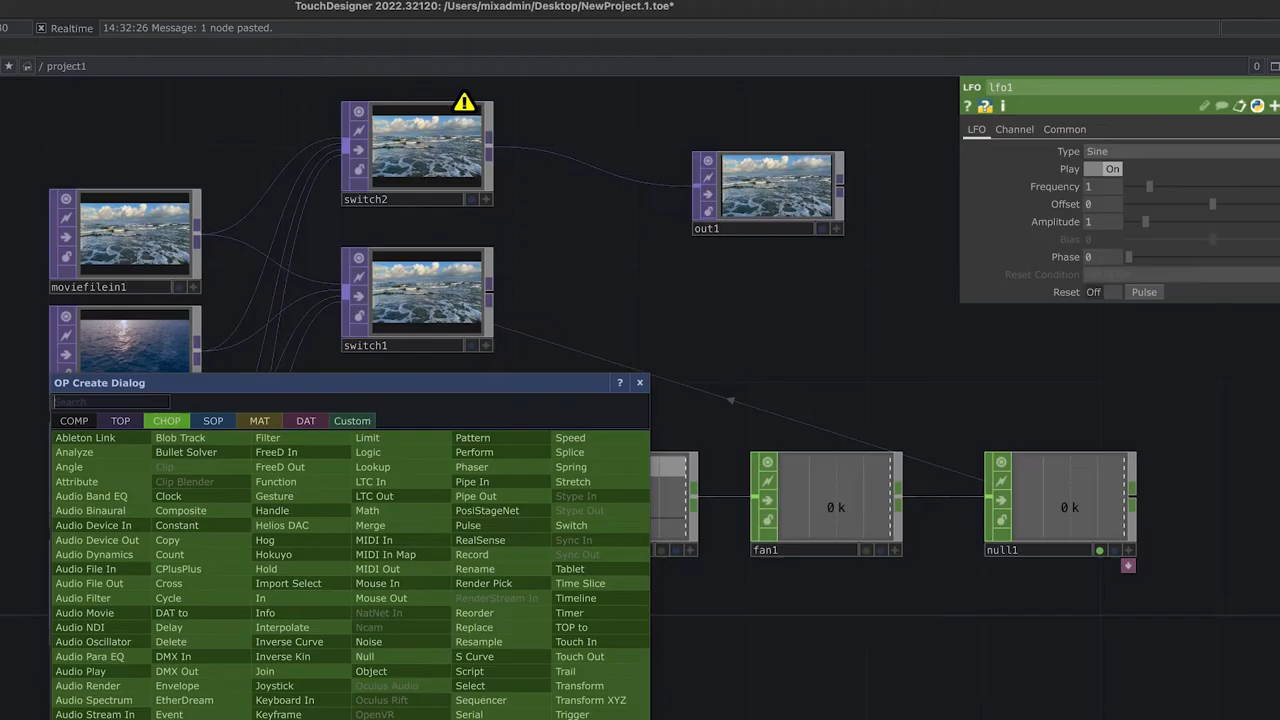 TouchDesigner 2022.32120: /Users/mixadmin/Desktop/NewProject.1.toe*
30 Realtime 14:32:26 Message: 1 node pasted.
/ project1 0
LFO lfo1
? i
LFO Channel Common
Type Sine
Play On
Frequency 1
Offset 0
Amplitude 1
Bias 0
Phase 0
Reset Condition
Reset Off Pulse
switch2
out1
moviefilein1
switch1
OP Create Dialog ? x
Search
COMP TOP CHOP SOP MAT DAT Custom
Ableton Link Blob Track Filter Limit Pattern Speed
Analyze Bullet Solver FreeD In Logic Perform Splice
Angle Clip FreeD Out Lookup Phaser Spring
Attribute Clip Blender Function LTC In Pipe In Stretch
Audio Band EQ Clock Gesture LTC Out Pipe Out Stype In
Audio Binaural Composite Handle Math PosiStageNet Stype Out
Audio Device In Constant Helios DAC Merge Pulse Switch
Audio Device Out Copy Hog MIDI In RealSense Sync In
Audio Dynamics Count Hokuyo MIDI In Map Record Sync Out
Audio File In CPlusPlus Hold MIDI Out Rename Tablet
Audio File Out Cross Import Select Mouse In Render Pick Time Slice
Audio Filter Cycle In Mouse Out RenderStream In Timeline
Audio Movie DAT to Info NatNet In Reorder Timer
Audio NDI Delay Interpolate Ncam Replace TOP to
Audio Oscillator Delete Inverse Curve Noise Resample Touch In
Audio Para EQ DMX In Inverse Kin Null S Curve Touch Out
Audio Play DMX Out Join Object Script Trail
Audio Render Envelope Joystick Oculus Audio Select Transform
Audio Spectrum EtherDream Keyboard In Oculus Rift Sequencer Transform XYZ
Audio Stream In Event Keyframe OpenVR Serial Trigger
0 k
fan1
0 k
null1